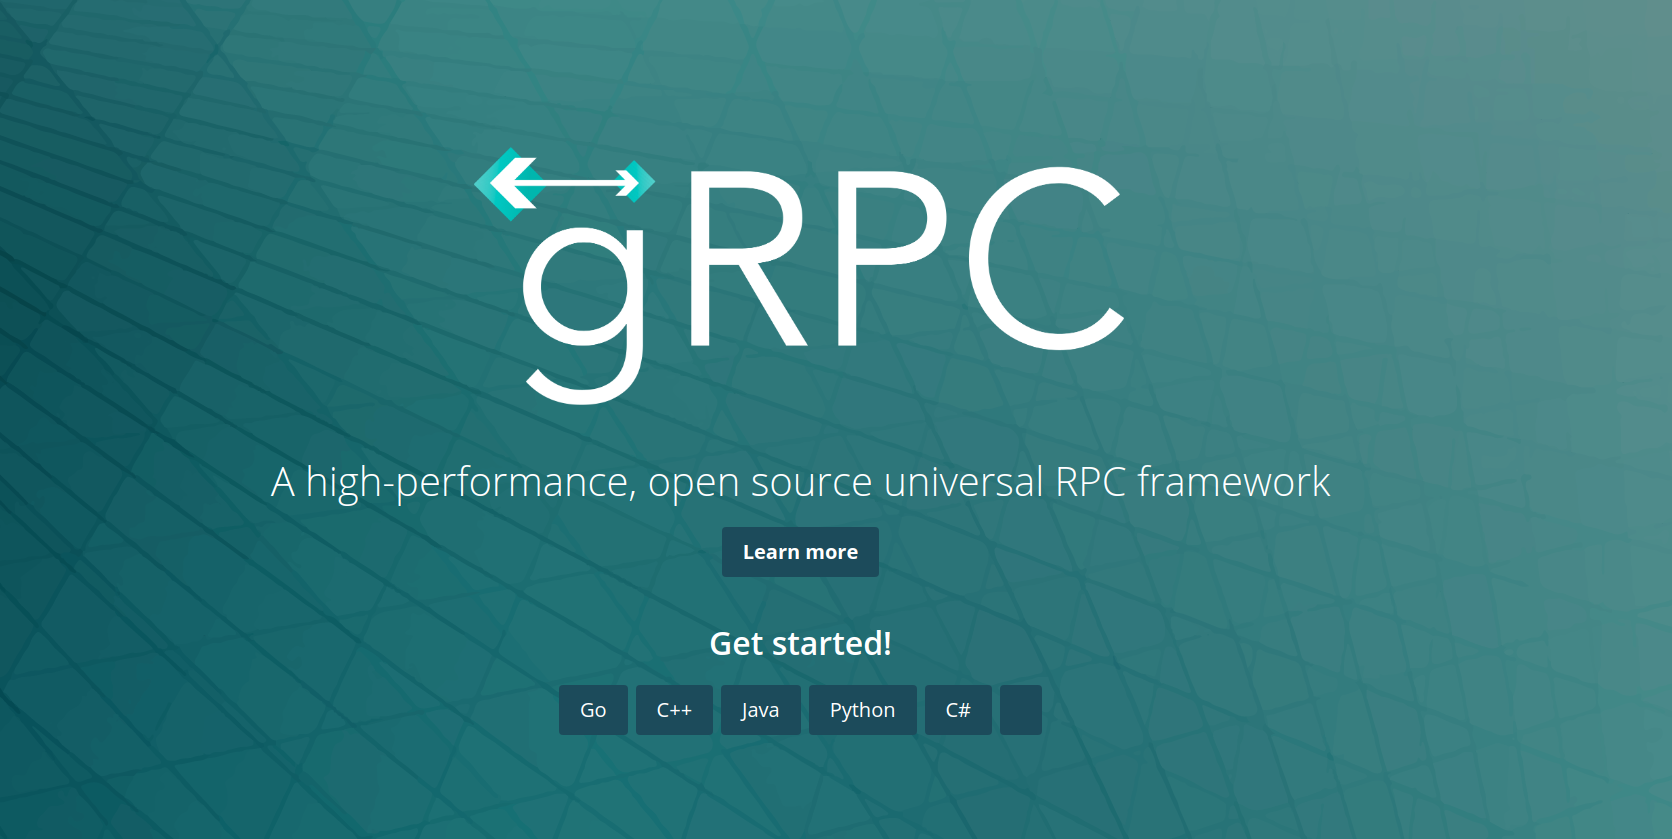 gRPC
A high-performance, open source universal RPC framework
Learn more
Get started!
Go C++ Java Python C#